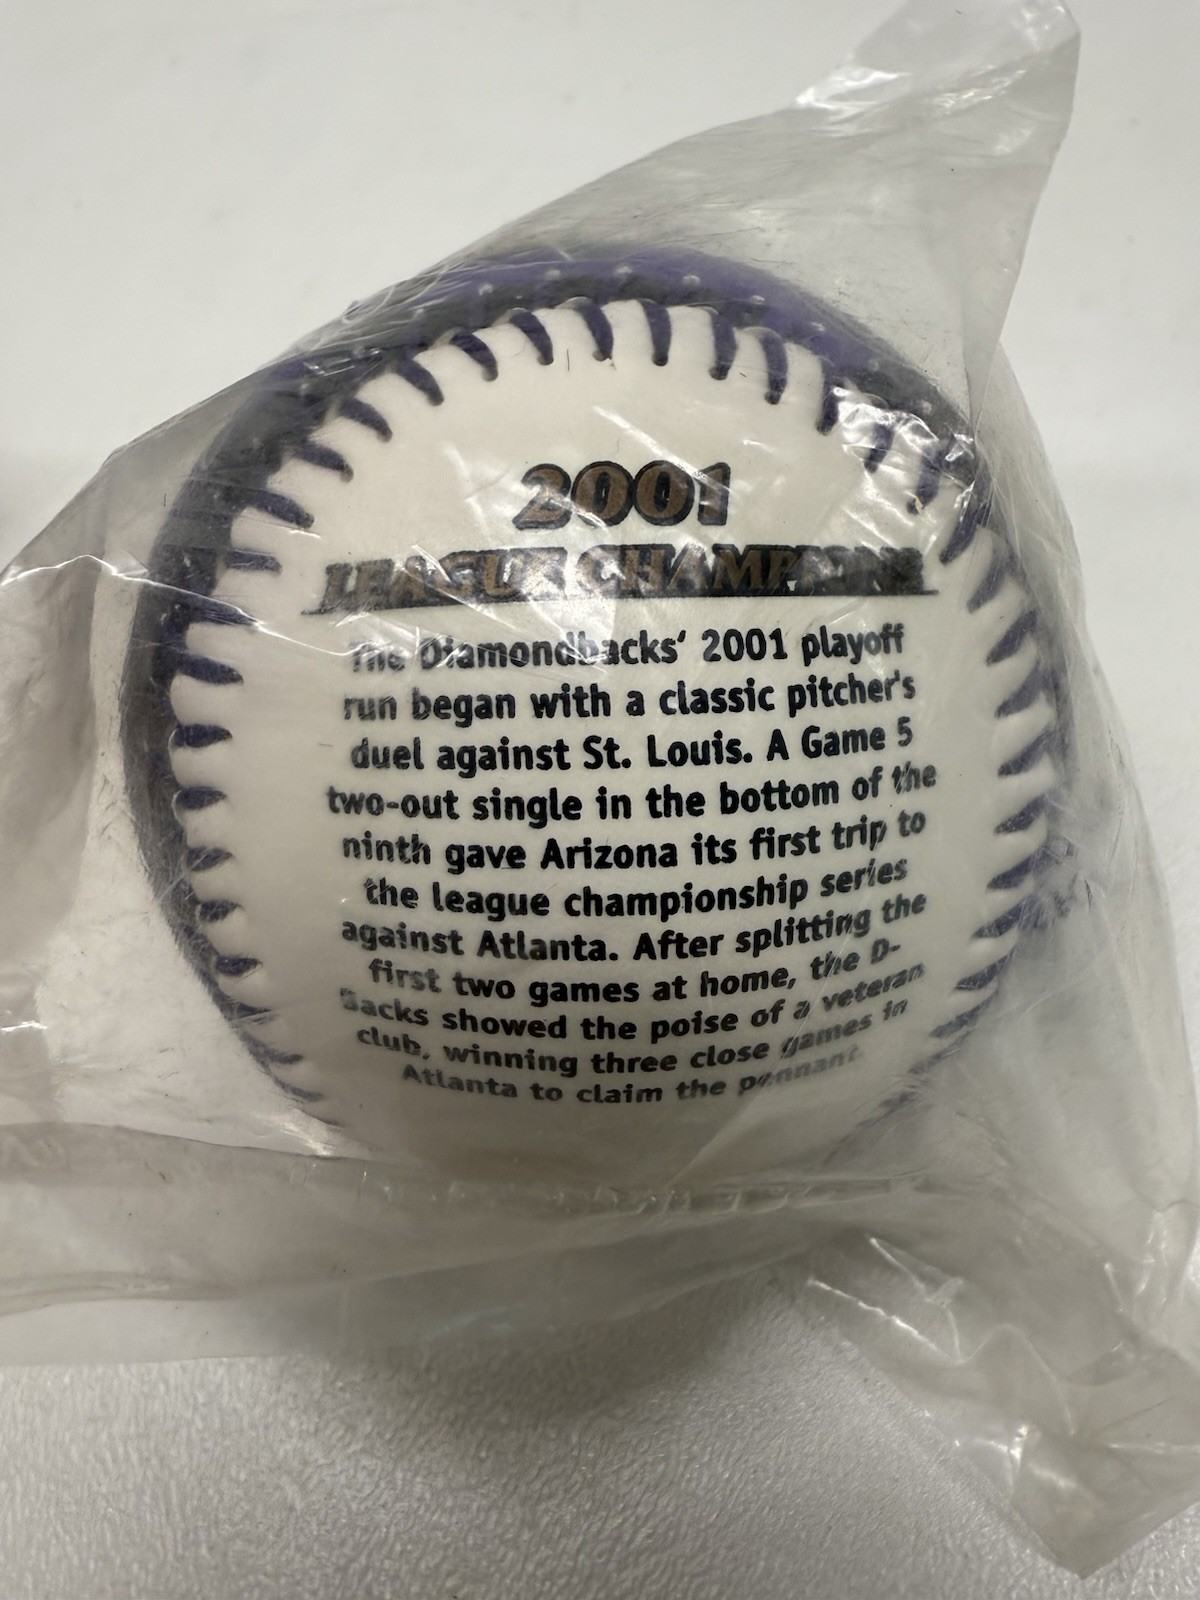 2001
LEAGUE CHAMPIONS
The Diamondbacks' 2001 playoff
run began with a classic pitcher's
duel against St. Louis. A Game 5
two-out single in the bottom of the
ninth gave Arizona its first trip to
the league championship series
against Atlanta. After splitting the
first two games at home, the D-
Backs showed the poise of a veteran
club, winning three close games in
Atlanta to claim the pennant.